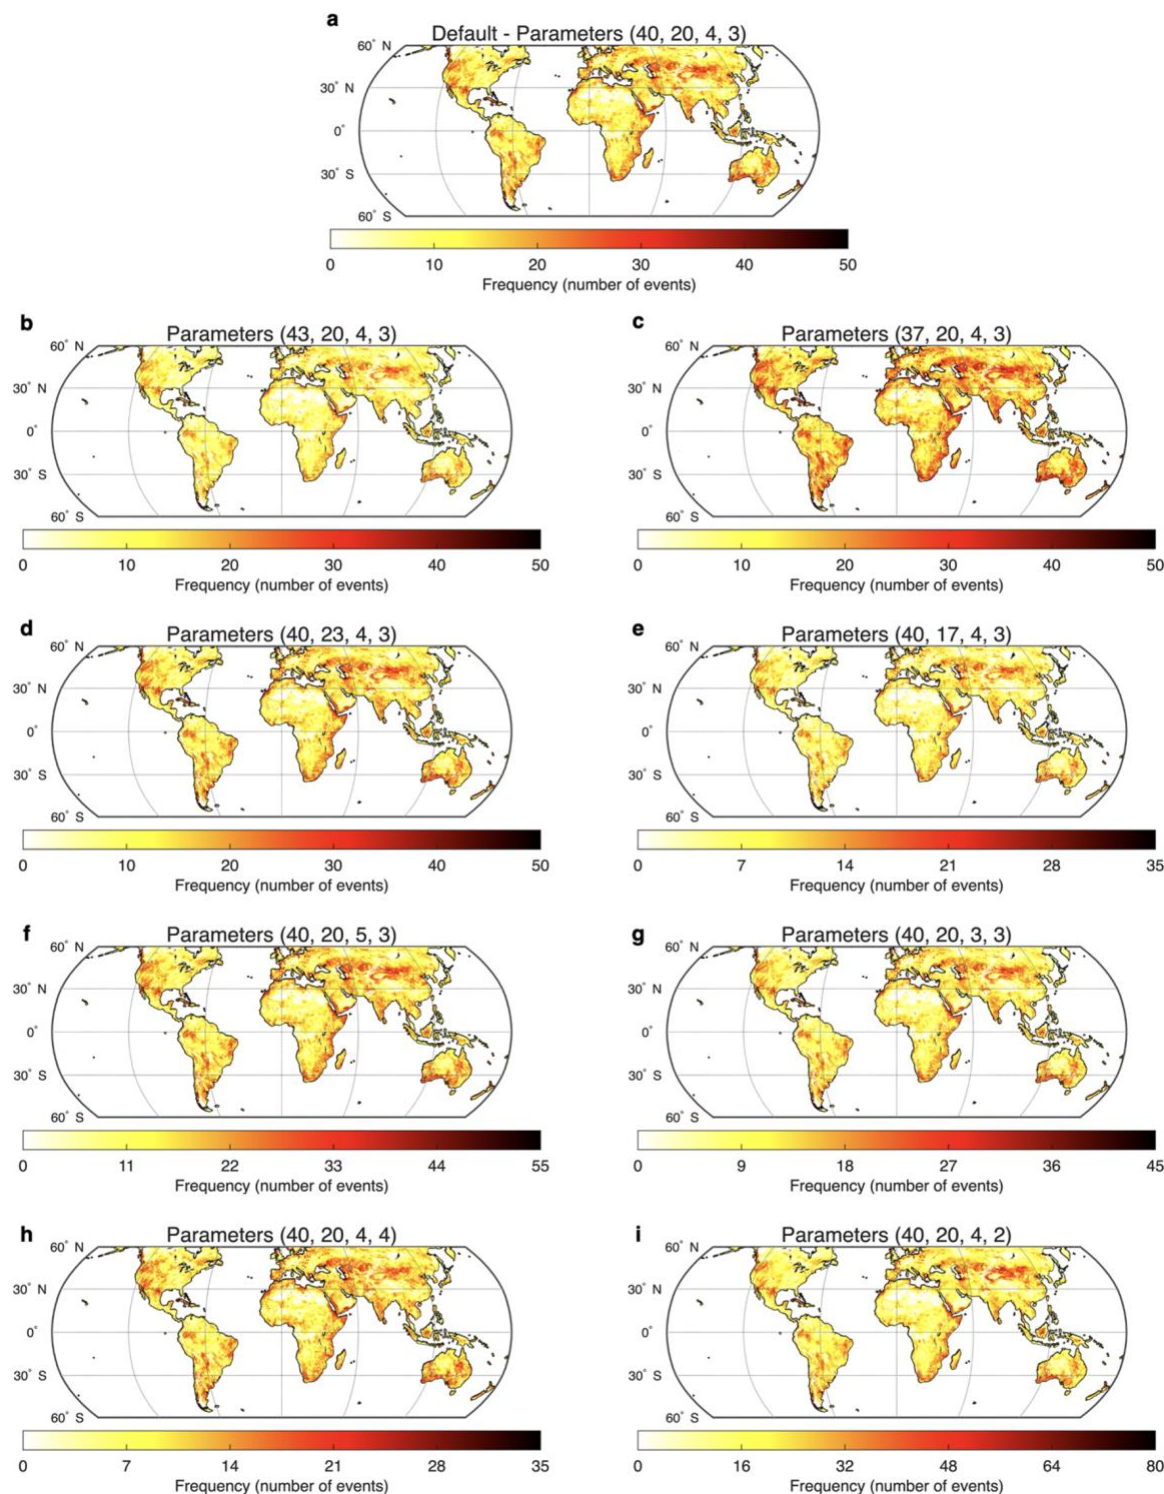 a
Default - Parameters (40, 20, 4, 3)
60° N
30° N
0°
30° S
60° S
0 10 20 30 40 50
Frequency (number of events)
b
Parameters (43, 20, 4, 3)
60° N
30° N
0°
30° S
60° S
0 10 20 30 40 50
Frequency (number of events)
c
Parameters (37, 20, 4, 3)
60° N
30° N
0°
30° S
60° S
0 10 20 30 40 50
Frequency (number of events)
d
Parameters (40, 23, 4, 3)
60° N
30° N
0°
30° S
60° S
0 10 20 30 40 50
Frequency (number of events)
e
Parameters (40, 17, 4, 3)
60° N
30° N
0°
30° S
60° S
0 7 14 21 28 35
Frequency (number of events)
f
Parameters (40, 20, 5, 3)
60° N
30° N
0°
30° S
60° S
0 11 22 33 44 55
Frequency (number of events)
g
Parameters (40, 20, 3, 3)
60° N
30° N
0°
30° S
60° S
0 9 18 27 36 45
Frequency (number of events)
h
Parameters (40, 20, 4, 4)
60° N
30° N
0°
30° S
60° S
0 7 14 21 28 35
Frequency (number of events)
i
Parameters (40, 20, 4, 2)
60° N
30° N
0°
30° S
60° S
0 16 32 48 64 80
Frequency (number of events)